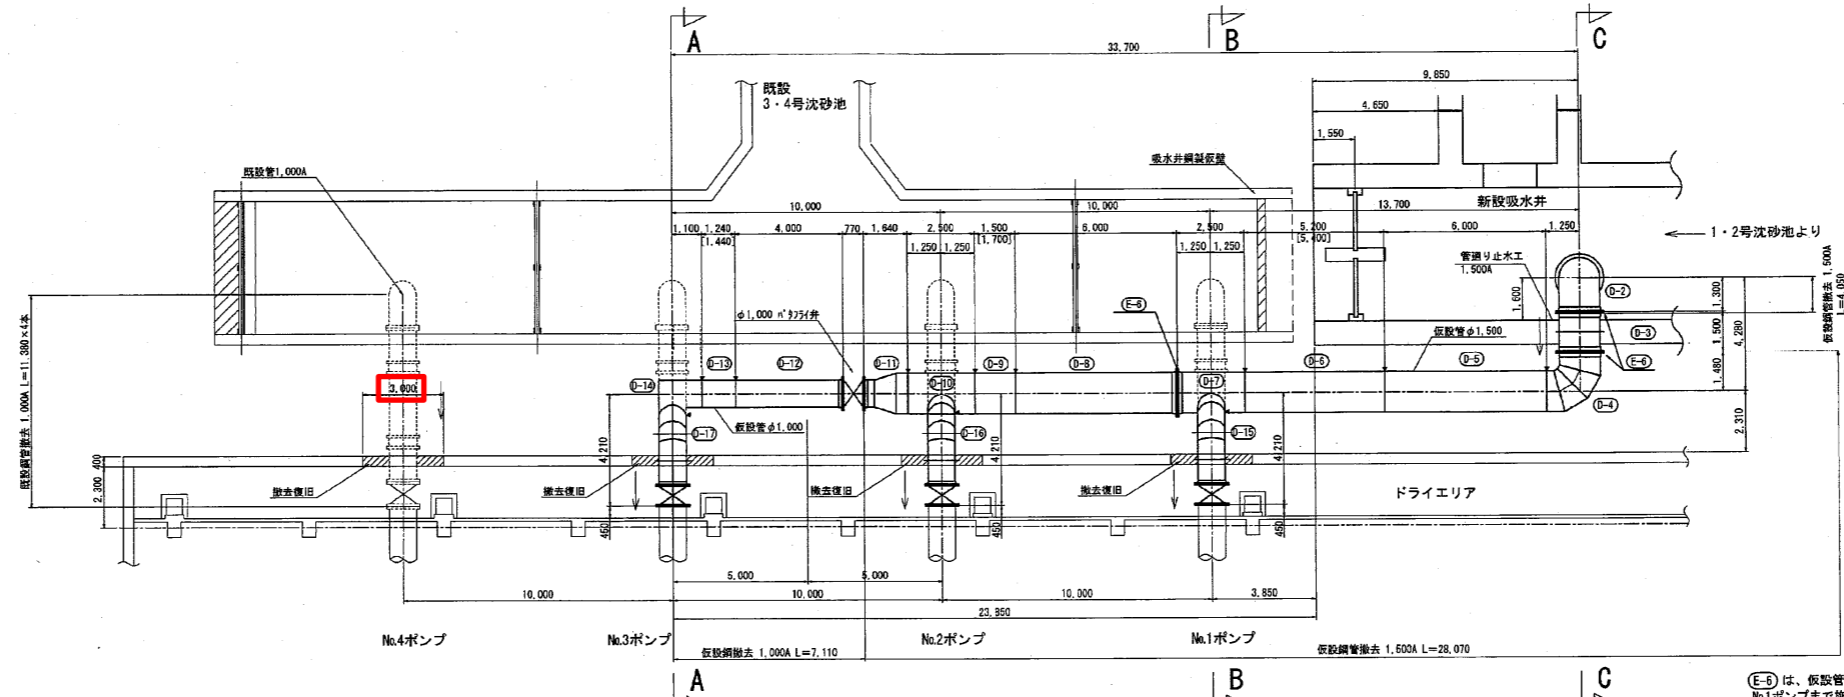 A
B
C
33,700
9,850
4,650
1,550
既設
3・4号沈砂池
既設管1,000A
吸水井鋼製仮壁
10,000
10,000
13,700
新設吸水井
1,100
1,240
[1,440]
4,000
770
1,640
2,500
1,500
[1,700]
6,000
2,500
5,200
[5,400]
6,000
1,250
1,250
1,250
1,250
1,250
1・2号沈砂池より
管廻り止水工
1,500A
φ1,000 バタフライ弁
E-6
1,600
D-2
1,300
仮設鋼管撤去 1,500A
L=4,050
仮設管φ1,500
1,500
4,280
D-3
E-6
1,480
既設鋼管撤去 1,000A L=11,380×4本
3,000
D-14
D-13
D-12
D-11
D-10
D-9
D-8
D-7
D-6
D-5
D-4
仮設管φ1,000
D-17
D-16
D-15
4,210
4,210
4,210
2,310
400
2,300
撤去復旧
撤去復旧
撤去復旧
撤去復旧
ドライエリア
450
450
450
5,000
5,000
10,000
10,000
10,000
3,850
23,850
No.4ポンプ
No.3ポンプ
No.2ポンプ
No.1ポンプ
仮設鋼撤去 1,000A L=7,110
仮設鋼管撤去 1,500A L=28,070
A
B
C
E-6 は、仮設管